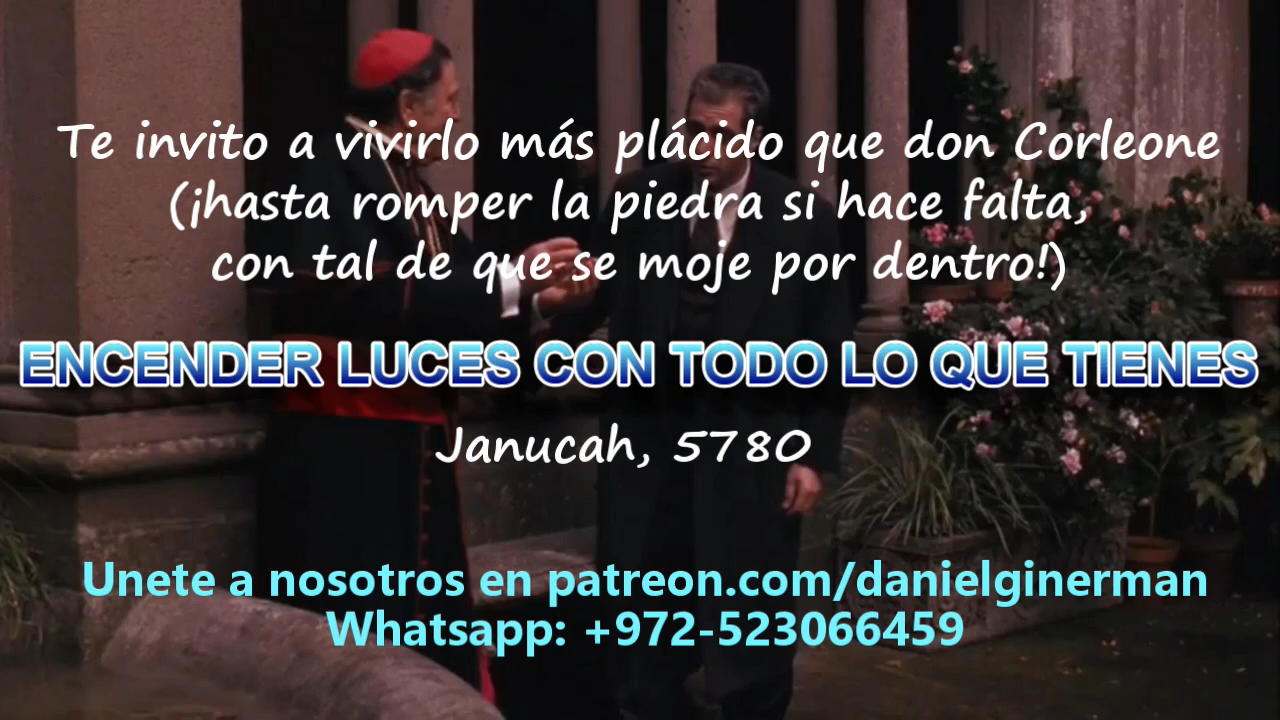 Te invito a vivirlo más plácido que don Corleone
(¡hasta romper la piedra si hace falta,
con tal de que se moje por dentro!)
ENCENDER LUCES CON TODO LO QUE TIENES
Janucah, 5780
Unete a nosotros en patreon.com/danielginerman
Whatsapp: +972-523066459